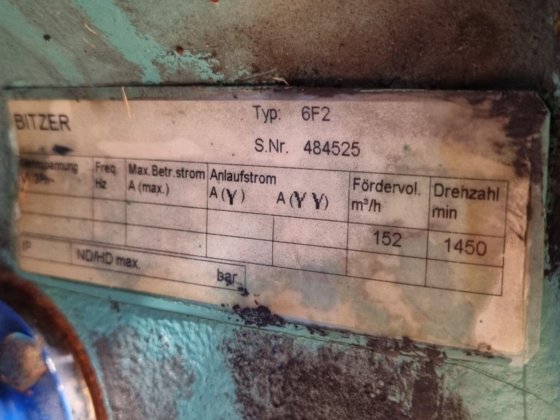 BITZER
Typ: 6F2
S.Nr. 484525
Freq. Max.Betr.strom Anlaufstrom Fördervol. Drehzahl
Hz A (max.) A (Y) A (YY) m³/h min
152 1450
IP ND/HD max. bar